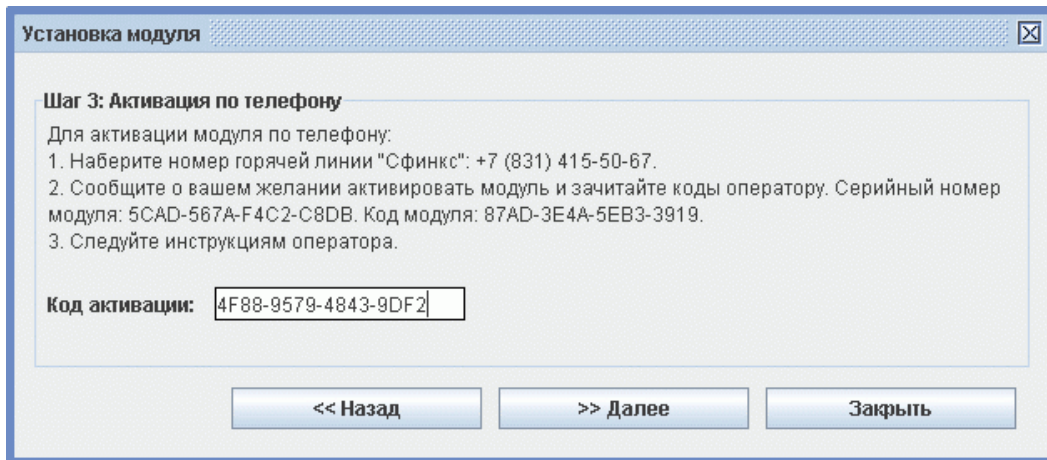 Установка модуля
Шаг 3: Активация по телефону
Для активации модуля по телефону:
1. Наберите номер горячей линии "Сфинкс": +7 (831) 415-50-67.
2. Сообщите о вашем желании активировать модуль и зачитайте коды оператору. Серийный номер
модуля: 5CAD-567A-F4C2-C8DB. Код модуля: 87AD-3E4A-5EB3-3919.
3. Следуйте инструкциям оператора.
Код активации: 4F88-9579-4843-9DF2
<< Назад >> Далее Закрыть